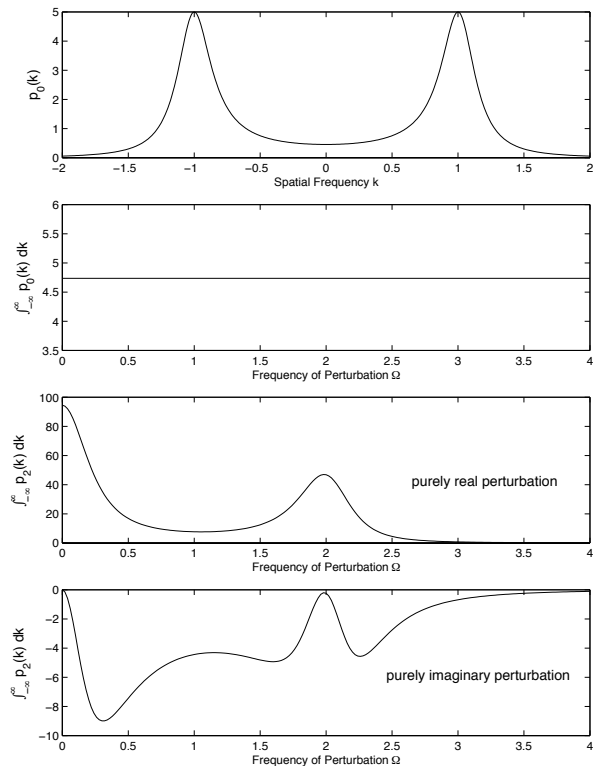 5
4
3
2
1
0
p₀(k)
−2 −1.5 −1 −0.5 0 0.5 1 1.5 2
Spatial Frequency k
6
5.5
5
4.5
4
3.5
∫₋∞^∞ p₀(k) dk
0 0.5 1 1.5 2 2.5 3 3.5 4
Frequency of Perturbation Ω
100
80
60
40
20
0
∫₋∞^∞ p₂(k) dk
purely real perturbation
0 0.5 1 1.5 2 2.5 3 3.5 4
Frequency of Perturbation Ω
0
−2
−4
−6
−8
−10
∫₋∞^∞ p₂(k) dk
purely imaginary perturbation
0 0.5 1 1.5 2 2.5 3 3.5 4
Frequency of Perturbation Ω